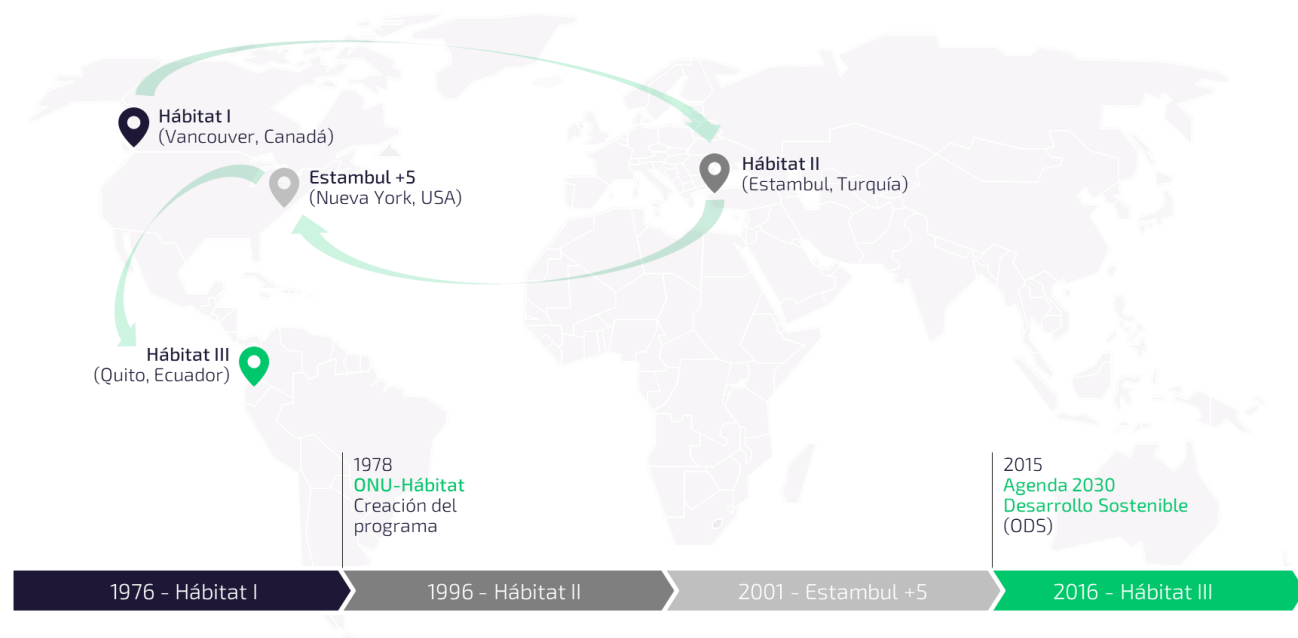 Hábitat I
(Vancouver, Canadá)
Estambul +5
(Nueva York, USA)
Hábitat II
(Estambul, Turquía)
Hábitat III
(Quito, Ecuador)
1978
ONU-Hábitat
Creación del
programa
2015
Agenda 2030
Desarrollo Sostenible
(ODS)
1976 - Hábitat I
1996 - Hábitat II
2001 - Estambul +5
2016 - Hábitat III